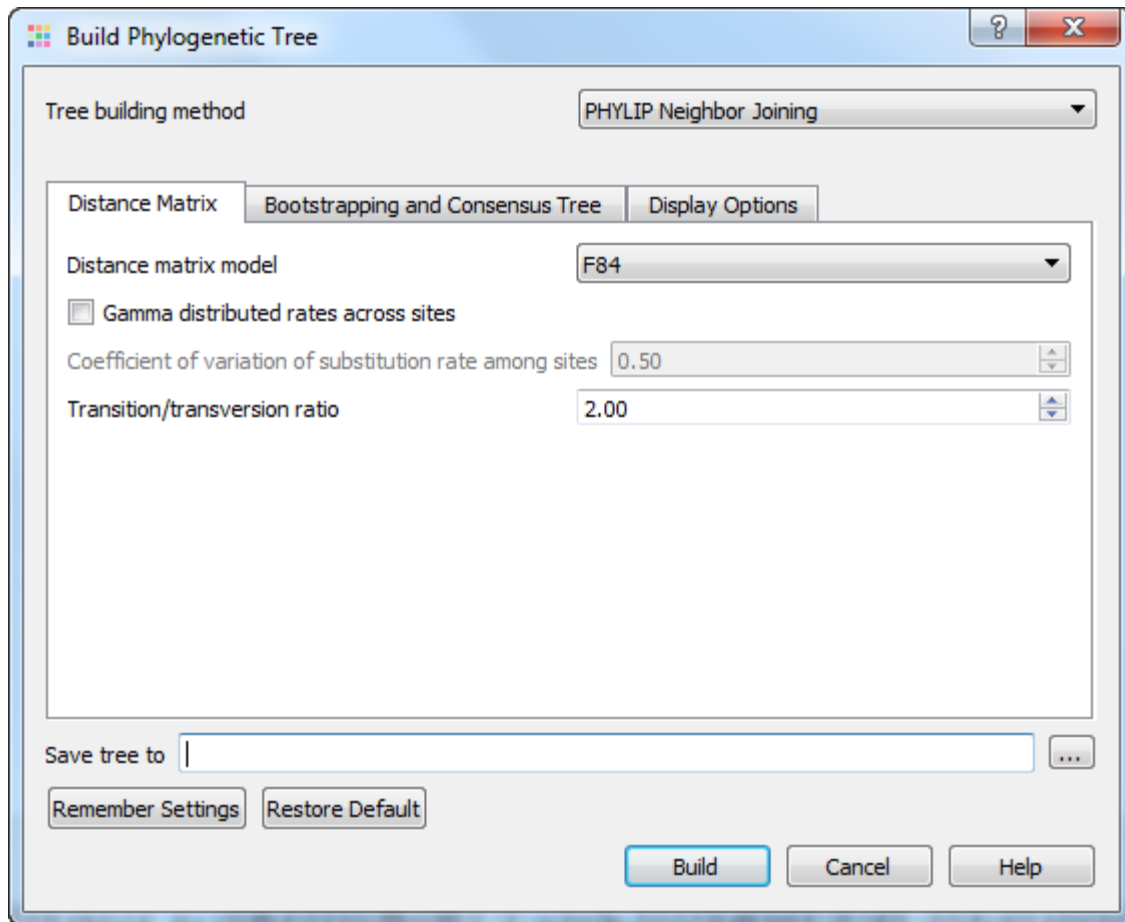 Build Phylogenetic Tree
Tree building method PHYLIP Neighbor Joining
Distance Matrix Bootstrapping and Consensus Tree Display Options
Distance matrix model F84
Gamma distributed rates across sites
Coefficient of variation of substitution rate among sites 0.50
Transition/transversion ratio 2.00
Save tree to ...
Remember Settings Restore Default
Build Cancel Help